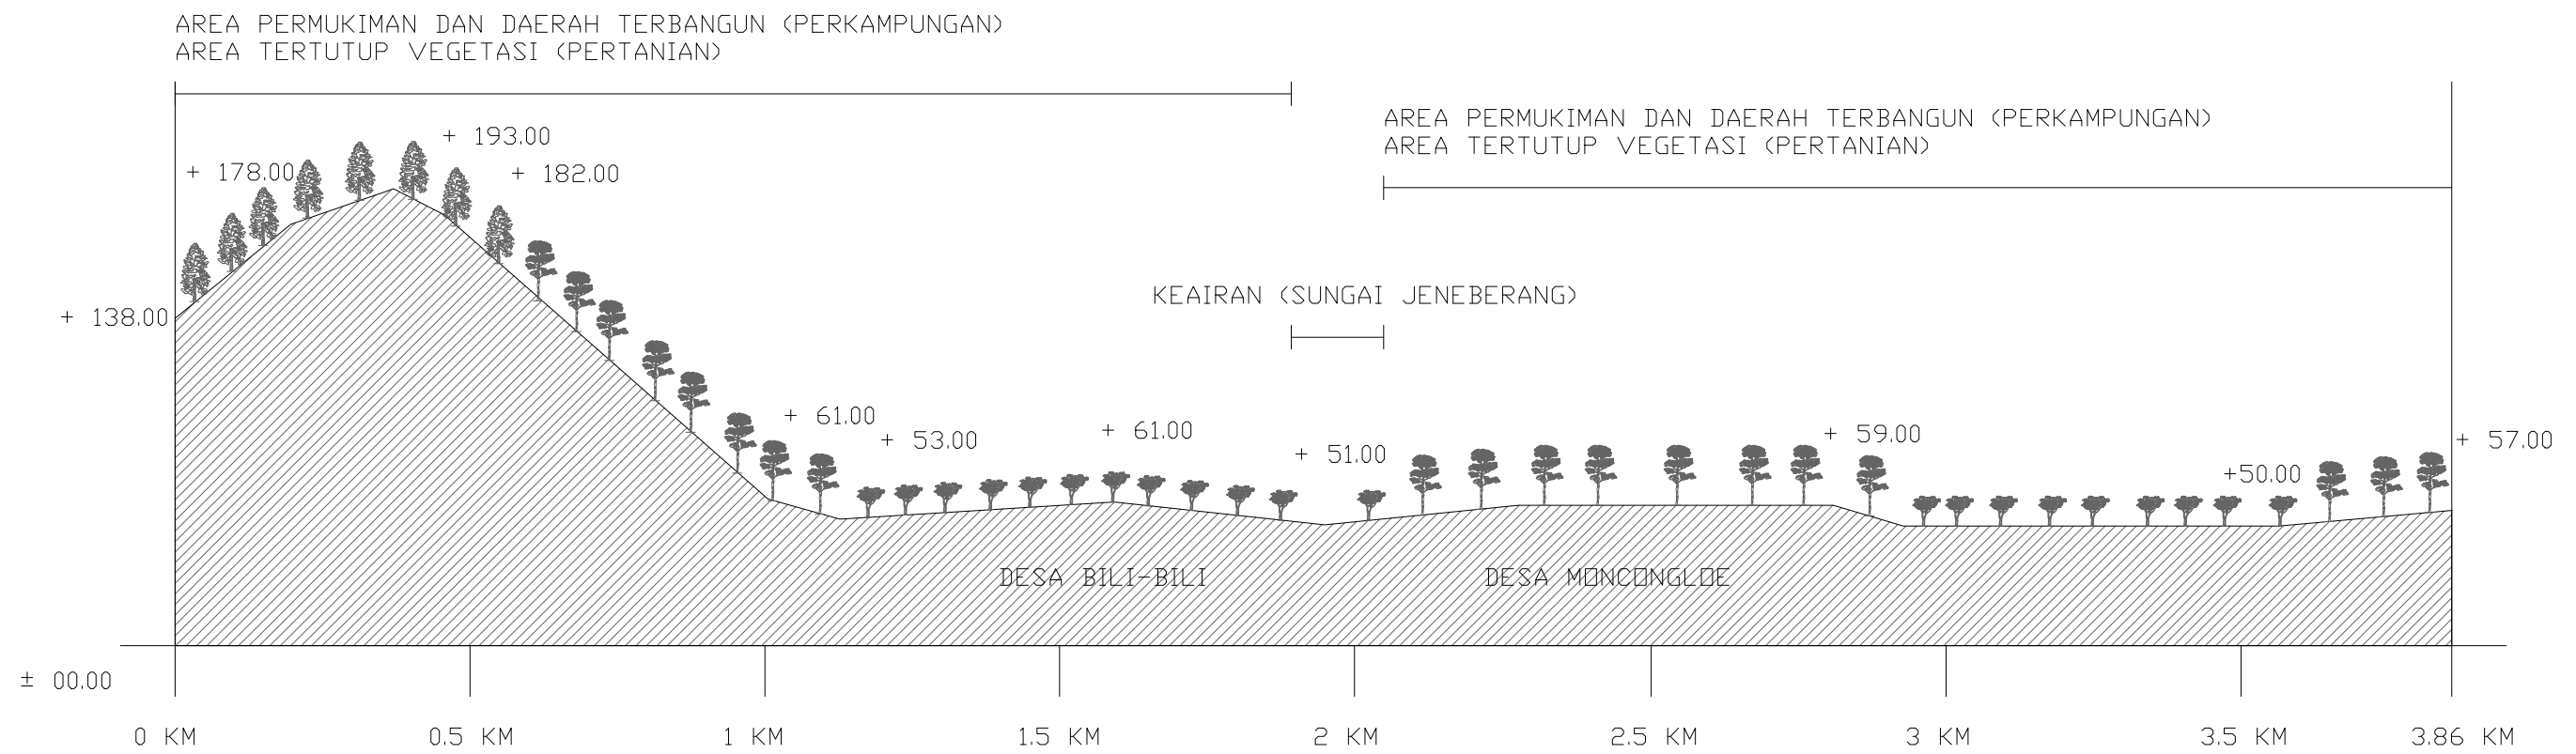 AREA PERMUKIMAN DAN DAERAH TERBANGUN (PERKAMPUNGAN)
AREA TERTUTUP VEGETASI (PERTANIAN)
AREA PERMUKIMAN DAN DAERAH TERBANGUN (PERKAMPUNGAN)
AREA TERTUTUP VEGETASI (PERTANIAN)
+ 193.00
+ 178.00
+ 182.00
KEAIRAN (SUNGAI JENEBERANG)
+ 138.00
+ 61.00
+ 53.00
+ 61.00
+ 51.00
+ 59.00
+50.00
+ 57.00
DESA BILI-BILI
DESA MONCONGLOE
± 00.00
0 KM
0.5 KM
1 KM
1.5 KM
2 KM
2.5 KM
3 KM
3.5 KM
3.86 KM